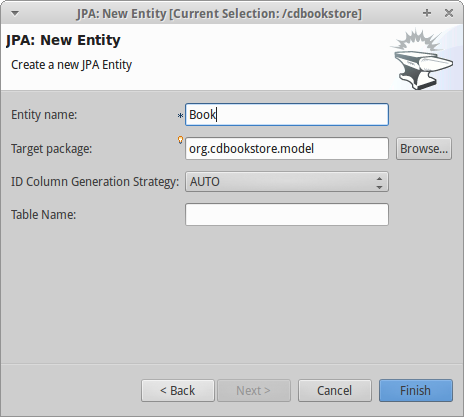 JPA: New Entity [Current Selection: /cdbookstore]
JPA: New Entity
Create a new JPA Entity
Entity name: * Book
Target package: org.cdbookstore.model Browse...
ID Column Generation Strategy: AUTO
Table Name:
< Back Next > Cancel Finish